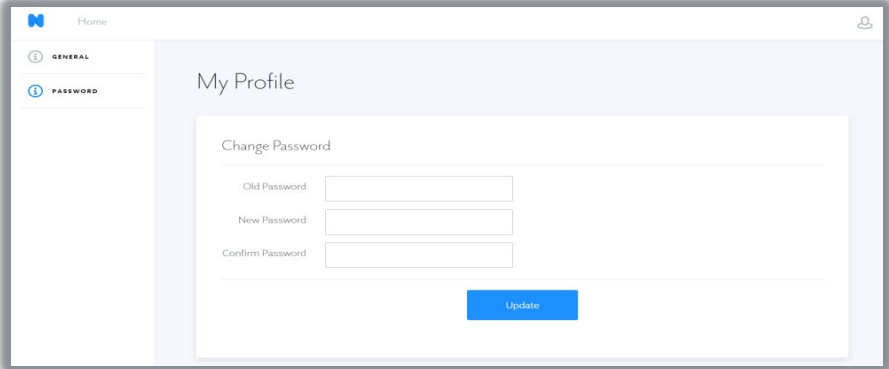 Home
GENERAL
PASSWORD
My Profile
Change Password
Old Password
New Password
Confirm Password
Update